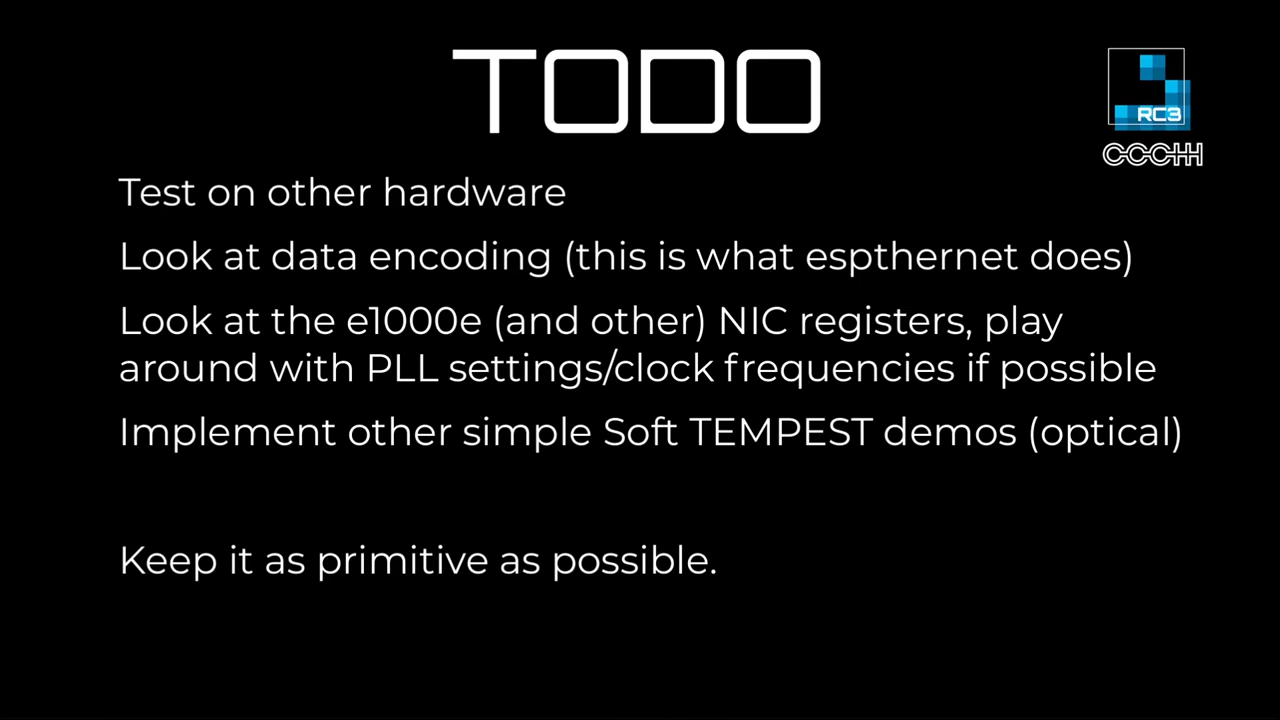 TODO
RC3
CCCHH
Test on other hardware
Look at data encoding (this is what espthernet does)
Look at the e1000e (and other) NIC registers, play
around with PLL settings/clock frequencies if possible
Implement other simple Soft TEMPEST demos (optical)
Keep it as primitive as possible.